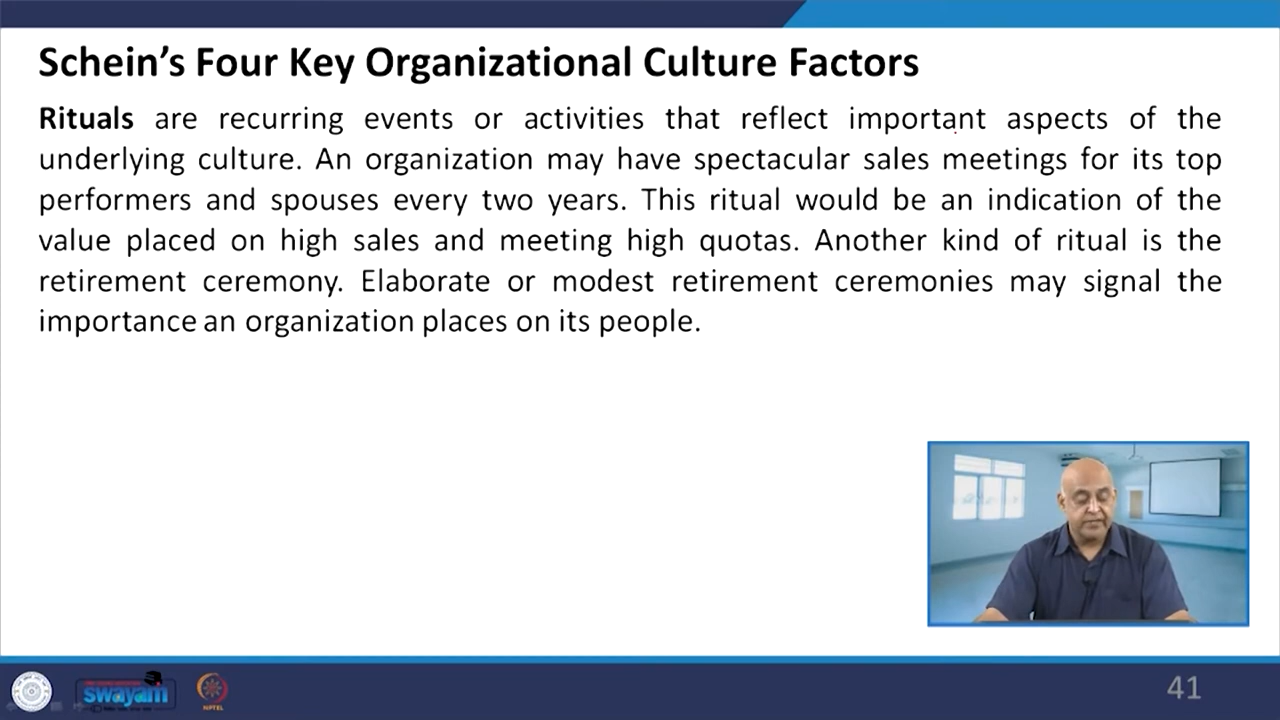 Schein’s Four Key Organizational Culture Factors
Rituals are recurring events or activities that reflect important aspects of the
underlying culture. An organization may have spectacular sales meetings for its top
performers and spouses every two years. This ritual would be an indication of the
value placed on high sales and meeting high quotas. Another kind of ritual is the
retirement ceremony. Elaborate or modest retirement ceremonies may signal the
importance an organization places on its people.
swayam
NPTEL
41